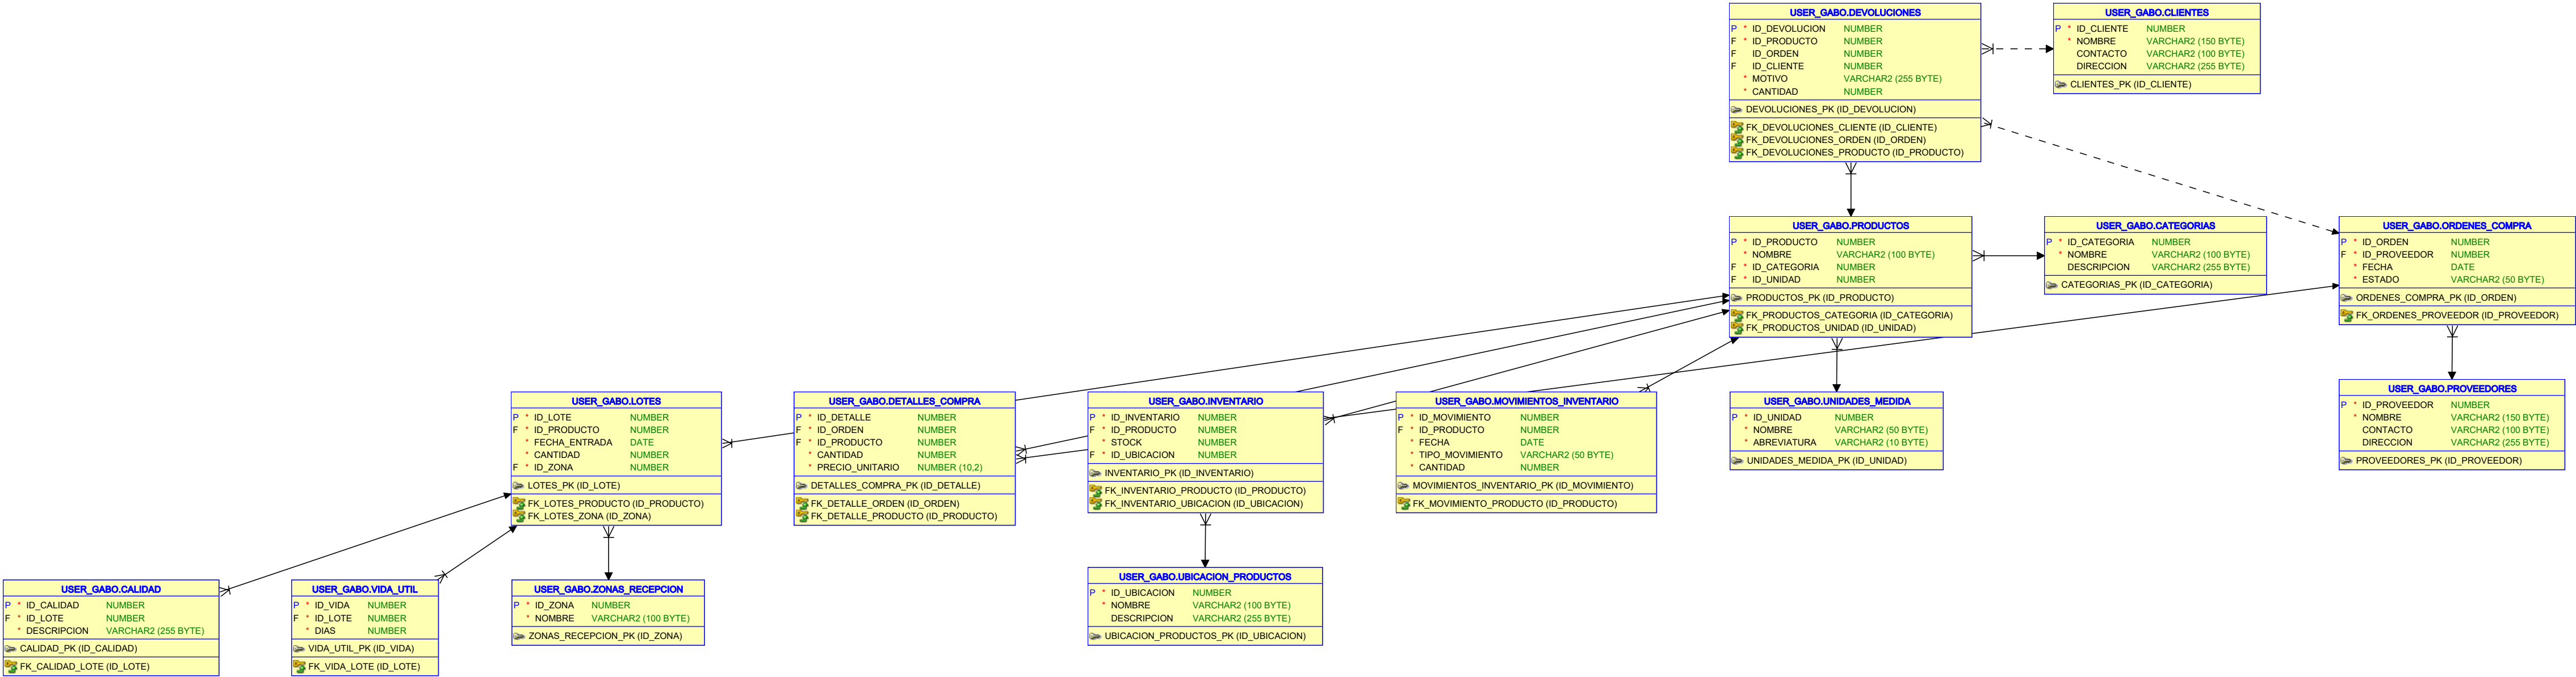 USER_GABO.DEVOLUCIONES
P * ID_DEVOLUCION NUMBER
F * ID_PRODUCTO NUMBER
F ID_ORDEN NUMBER
F ID_CLIENTE NUMBER
* MOTIVO VARCHAR2 (255 BYTE)
* CANTIDAD NUMBER
DEVOLUCIONES_PK (ID_DEVOLUCION)
FK_DEVOLUCIONES_CLIENTE (ID_CLIENTE)
FK_DEVOLUCIONES_ORDEN (ID_ORDEN)
FK_DEVOLUCIONES_PRODUCTO (ID_PRODUCTO)
USER_GABO.CLIENTES
P * ID_CLIENTE NUMBER
* NOMBRE VARCHAR2 (150 BYTE)
CONTACTO VARCHAR2 (100 BYTE)
DIRECCION VARCHAR2 (255 BYTE)
CLIENTES_PK (ID_CLIENTE)
USER_GABO.PRODUCTOS
P * ID_PRODUCTO NUMBER
* NOMBRE VARCHAR2 (100 BYTE)
F * ID_CATEGORIA NUMBER
F * ID_UNIDAD NUMBER
PRODUCTOS_PK (ID_PRODUCTO)
FK_PRODUCTOS_CATEGORIA (ID_CATEGORIA)
FK_PRODUCTOS_UNIDAD (ID_UNIDAD)
USER_GABO.CATEGORIAS
P * ID_CATEGORIA NUMBER
* NOMBRE VARCHAR2 (100 BYTE)
DESCRIPCION VARCHAR2 (255 BYTE)
CATEGORIAS_PK (ID_CATEGORIA)
USER_GABO.ORDENES_COMPRA
P * ID_ORDEN NUMBER
F * ID_PROVEEDOR NUMBER
* FECHA DATE
* ESTADO VARCHAR2 (50 BYTE)
ORDENES_COMPRA_PK (ID_ORDEN)
FK_ORDENES_PROVEEDOR (ID_PROVEEDOR)
USER_GABO.LOTES
P * ID_LOTE NUMBER
F * ID_PRODUCTO NUMBER
* FECHA_ENTRADA DATE
* CANTIDAD NUMBER
F * ID_ZONA NUMBER
LOTES_PK (ID_LOTE)
FK_LOTES_PRODUCTO (ID_PRODUCTO)
FK_LOTES_ZONA (ID_ZONA)
USER_GABO.DETALLES_COMPRA
P * ID_DETALLE NUMBER
F * ID_ORDEN NUMBER
F * ID_PRODUCTO NUMBER
* CANTIDAD NUMBER
* PRECIO_UNITARIO NUMBER (10,2)
DETALLES_COMPRA_PK (ID_DETALLE)
FK_DETALLE_ORDEN (ID_ORDEN)
FK_DETALLE_PRODUCTO (ID_PRODUCTO)
USER_GABO.INVENTARIO
P * ID_INVENTARIO NUMBER
F * ID_PRODUCTO NUMBER
* STOCK NUMBER
F * ID_UBICACION NUMBER
INVENTARIO_PK (ID_INVENTARIO)
FK_INVENTARIO_PRODUCTO (ID_PRODUCTO)
FK_INVENTARIO_UBICACION (ID_UBICACION)
USER_GABO.MOVIMIENTOS_INVENTARIO
P * ID_MOVIMIENTO NUMBER
F * ID_PRODUCTO NUMBER
* FECHA DATE
* TIPO_MOVIMIENTO VARCHAR2 (50 BYTE)
* CANTIDAD NUMBER
MOVIMIENTOS_INVENTARIO_PK (ID_MOVIMIENTO)
FK_MOVIMIENTO_PRODUCTO (ID_PRODUCTO)
USER_GABO.UNIDADES_MEDIDA
P * ID_UNIDAD NUMBER
* NOMBRE VARCHAR2 (50 BYTE)
* ABREVIATURA VARCHAR2 (10 BYTE)
UNIDADES_MEDIDA_PK (ID_UNIDAD)
USER_GABO.PROVEEDORES
P * ID_PROVEEDOR NUMBER
* NOMBRE VARCHAR2 (150 BYTE)
CONTACTO VARCHAR2 (100 BYTE)
DIRECCION VARCHAR2 (255 BYTE)
PROVEEDORES_PK (ID_PROVEEDOR)
USER_GABO.CALIDAD
P * ID_CALIDAD NUMBER
F * ID_LOTE NUMBER
* DESCRIPCION VARCHAR2 (255 BYTE)
CALIDAD_PK (ID_CALIDAD)
FK_CALIDAD_LOTE (ID_LOTE)
USER_GABO.VIDA_UTIL
P * ID_VIDA NUMBER
F * ID_LOTE NUMBER
* DIAS NUMBER
VIDA_UTIL_PK (ID_VIDA)
FK_VIDA_LOTE (ID_LOTE)
USER_GABO.ZONAS_RECEPCION
P * ID_ZONA NUMBER
* NOMBRE VARCHAR2 (100 BYTE)
ZONAS_RECEPCION_PK (ID_ZONA)
USER_GABO.UBICACION_PRODUCTOS
P * ID_UBICACION NUMBER
* NOMBRE VARCHAR2 (100 BYTE)
DESCRIPCION VARCHAR2 (255 BYTE)
UBICACION_PRODUCTOS_PK (ID_UBICACION)